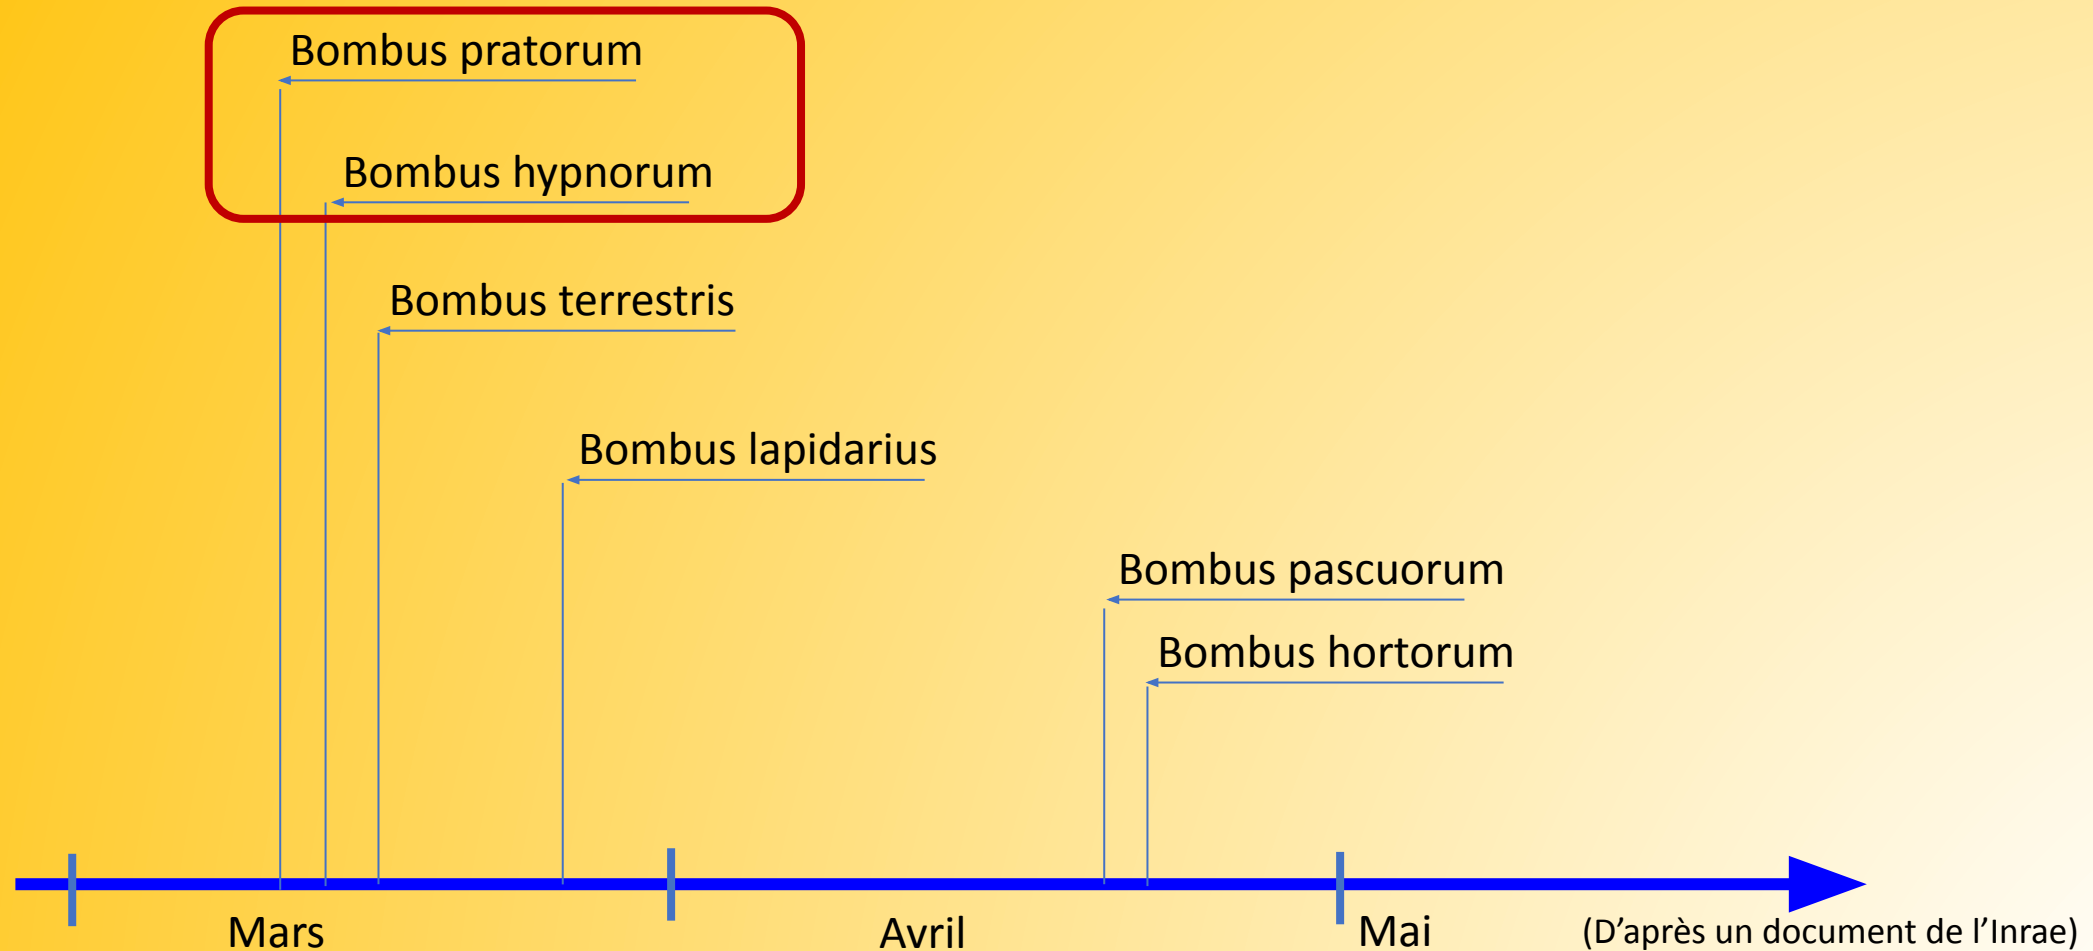 Bombus pratorum
Bombus hypnorum
Bombus terrestris
Bombus lapidarius
Bombus pascuorum
Bombus hortorum
Mars
Avril
Mai
(D’après un document de l’Inrae)